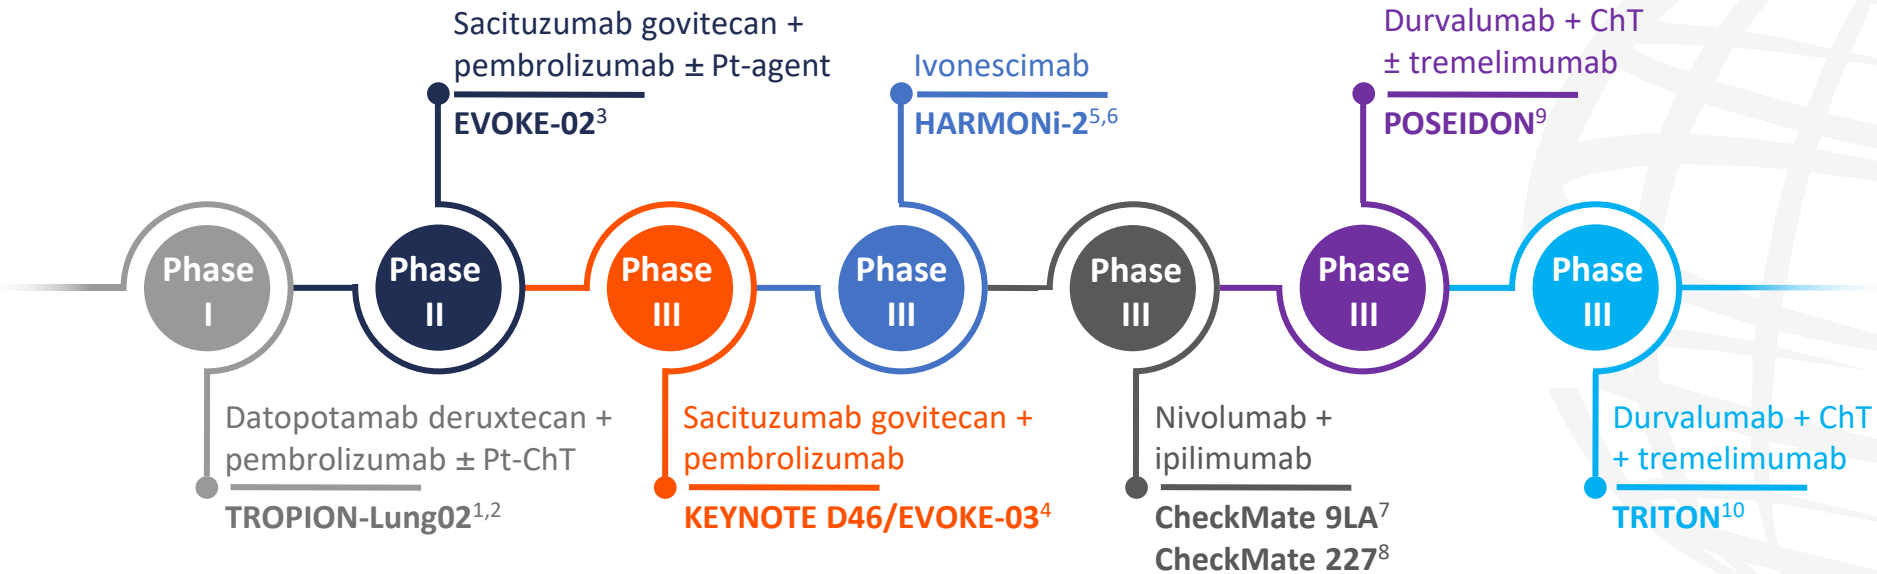 Sacituzumab govitecan +
pembrolizumab ± Pt-agent
EVOKE-02³
Ivonescimab
HARMONi-2⁵,⁶
Durvalumab + ChT
± tremelimumab
POSEIDON⁹
Phase
I
Phase
II
Phase
III
Phase
III
Phase
III
Phase
III
Phase
III
Datopotamab deruxtecan +
pembrolizumab ± Pt-ChT
TROPION-Lung02¹,²
Sacituzumab govitecan +
pembrolizumab
KEYNOTE D46/EVOKE-03⁴
Nivolumab +
ipilimumab
CheckMate 9LA⁷
CheckMate 227⁸
Durvalumab + ChT
+ tremelimumab
TRITON¹⁰